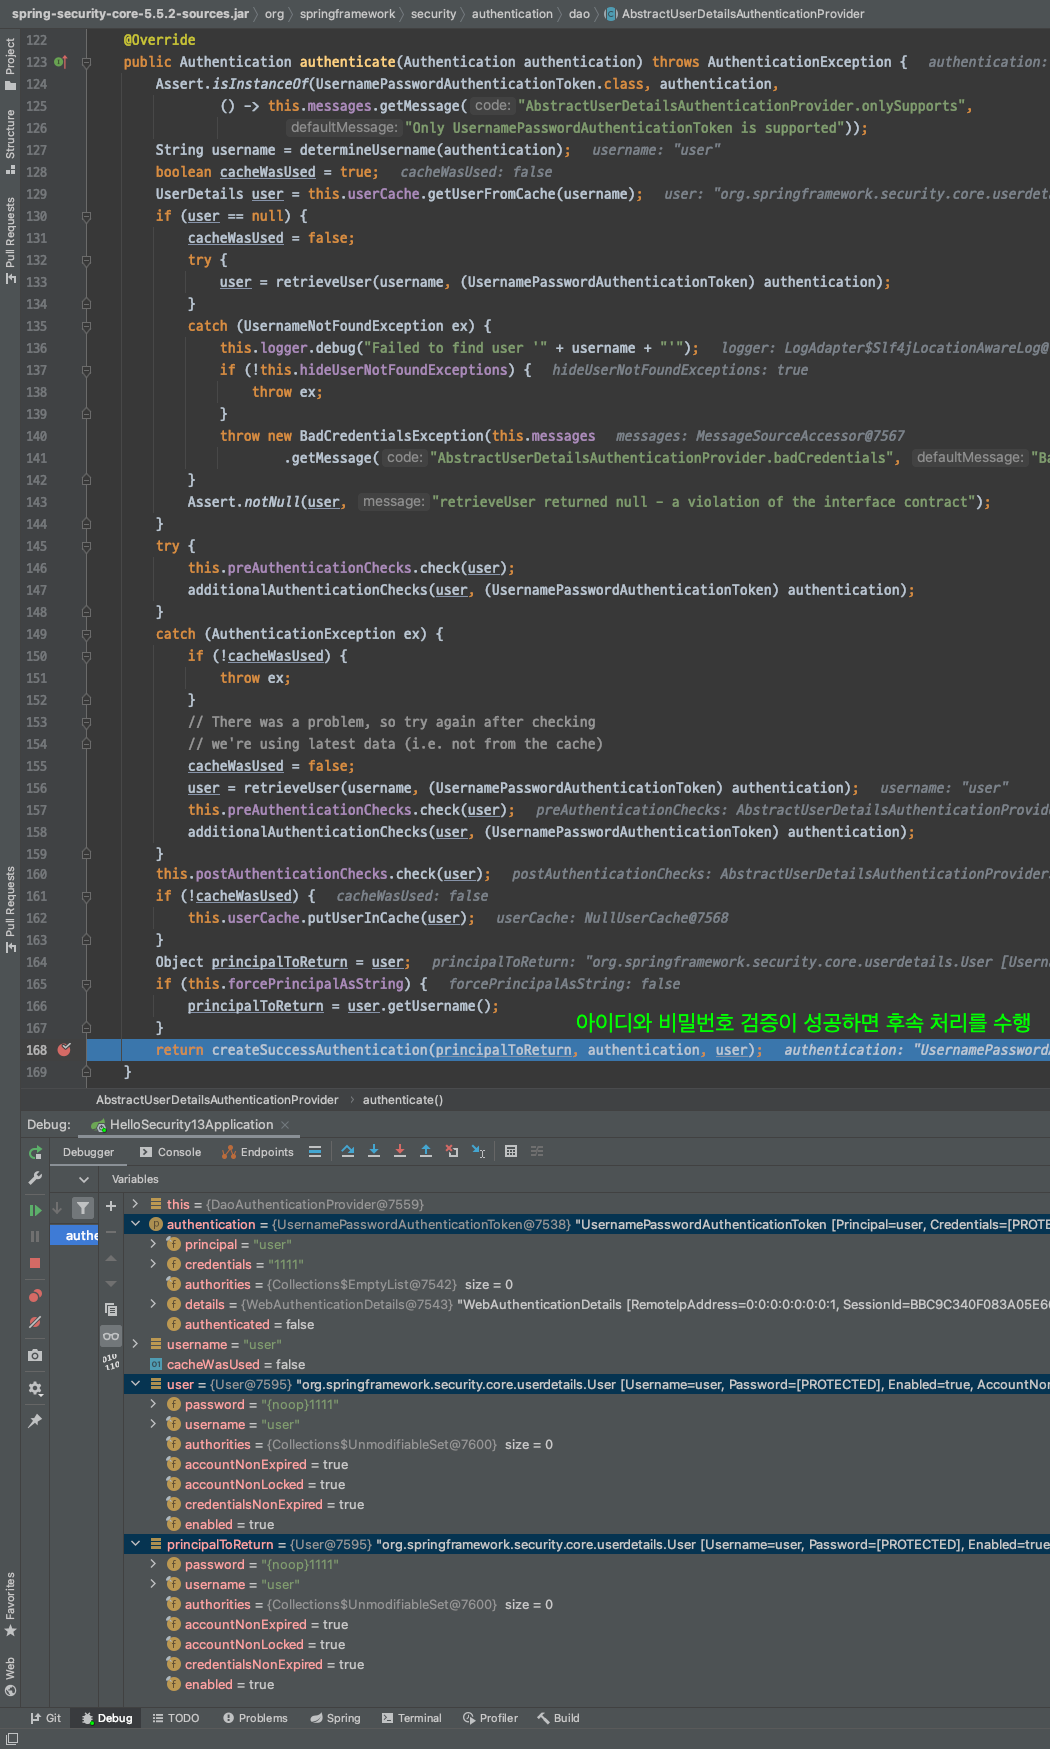 spring-security-core-5.5.2-sources.jar org springframework security authentication dao AbstractUserDetailsAuthenticationProvider
Project
Structure
Pull Requests
Pull Requests
Favorites
Web
122 @Override
123 public Authentication authenticate(Authentication authentication) throws AuthenticationException { authentication:
124 Assert.isInstanceOf(UsernamePasswordAuthenticationToken.class, authentication,
125 () -> this.messages.getMessage( code: "AbstractUserDetailsAuthenticationProvider.onlySupports",
126 defaultMessage: "Only UsernamePasswordAuthenticationToken is supported"));
127 String username = determineUsername(authentication); username: "user"
128 boolean cacheWasUsed = true; cacheWasUsed: false
129 UserDetails user = this.userCache.getUserFromCache(username); user: "org.springframework.security.core.userdeta
130 if (user == null) {
131 cacheWasUsed = false;
132 try {
133 user = retrieveUser(username, (UsernamePasswordAuthenticationToken) authentication);
134 }
135 catch (UsernameNotFoundException ex) {
136 this.logger.debug("Failed to find user '" + username + "'"); logger: LogAdapter$Slf4jLocationAwareLog@
137 if (!this.hideUserNotFoundExceptions) { hideUserNotFoundExceptions: true
138 throw ex;
139 }
140 throw new BadCredentialsException(this.messages messages: MessageSourceAccessor@7567
141 .getMessage( code: "AbstractUserDetailsAuthenticationProvider.badCredentials", defaultMessage: "Ba
142 }
143 Assert.notNull(user, message: "retrieveUser returned null - a violation of the interface contract");
144 }
145 try {
146 this.preAuthenticationChecks.check(user);
147 additionalAuthenticationChecks(user, (UsernamePasswordAuthenticationToken) authentication);
148 }
149 catch (AuthenticationException ex) {
150 if (!cacheWasUsed) {
151 throw ex;
152 }
153 // There was a problem, so try again after checking
154 // we're using latest data (i.e. not from the cache)
155 cacheWasUsed = false;
156 user = retrieveUser(username, (UsernamePasswordAuthenticationToken) authentication); username: "user"
157 this.preAuthenticationChecks.check(user); preAuthenticationChecks: AbstractUserDetailsAuthenticationProvide
158 additionalAuthenticationChecks(user, (UsernamePasswordAuthenticationToken) authentication);
159 }
160 this.postAuthenticationChecks.check(user); postAuthenticationChecks: AbstractUserDetailsAuthenticationProvider
161 if (!cacheWasUsed) { cacheWasUsed: false
162 this.userCache.putUserInCache(user); userCache: NullUserCache@7568
163 }
164 Object principalToReturn = user; principalToReturn: "org.springframework.security.core.userdetails.User [Usern
165 if (this.forcePrincipalAsString) { forcePrincipalAsString: false
166 principalToReturn = user.getUsername();
167 }
아이디와 비밀번호 검증이 성공하면 후속 처리를 수행
168 return createSuccessAuthentication(principalToReturn, authentication, user); authentication: "UsernamePassword
169 }
AbstractUserDetailsAuthenticationProvider authenticate()
Debug: HelloSecurity13Application
Debugger Console Endpoints
Variables
authe
this = {DaoAuthenticationProvider@7559}
authentication = {UsernamePasswordAuthenticationToken@7538} "UsernamePasswordAuthenticationToken [Principal=user, Credentials=[PROTE
principal = "user"
credentials = "1111"
authorities = {Collections$EmptyList@7542} size = 0
details = {WebAuthenticationDetails@7543} "WebAuthenticationDetails [RemoteIpAddress=0:0:0:0:0:0:0:1, SessionId=BBC9C340F083A05E6
authenticated = false
username = "user"
cacheWasUsed = false
user = {User@7595} "org.springframework.security.core.userdetails.User [Username=user, Password=[PROTECTED], Enabled=true, AccountNon
password = "{noop}1111"
username = "user"
authorities = {Collections$UnmodifiableSet@7600} size = 0
accountNonExpired = true
accountNonLocked = true
credentialsNonExpired = true
enabled = true
principalToReturn = {User@7595} "org.springframework.security.core.userdetails.User [Username=user, Password=[PROTECTED], Enabled=true
password = "{noop}1111"
username = "user"
authorities = {Collections$UnmodifiableSet@7600} size = 0
accountNonExpired = true
accountNonLocked = true
credentialsNonExpired = true
enabled = true
Git Debug TODO Problems Spring Terminal Profiler Build